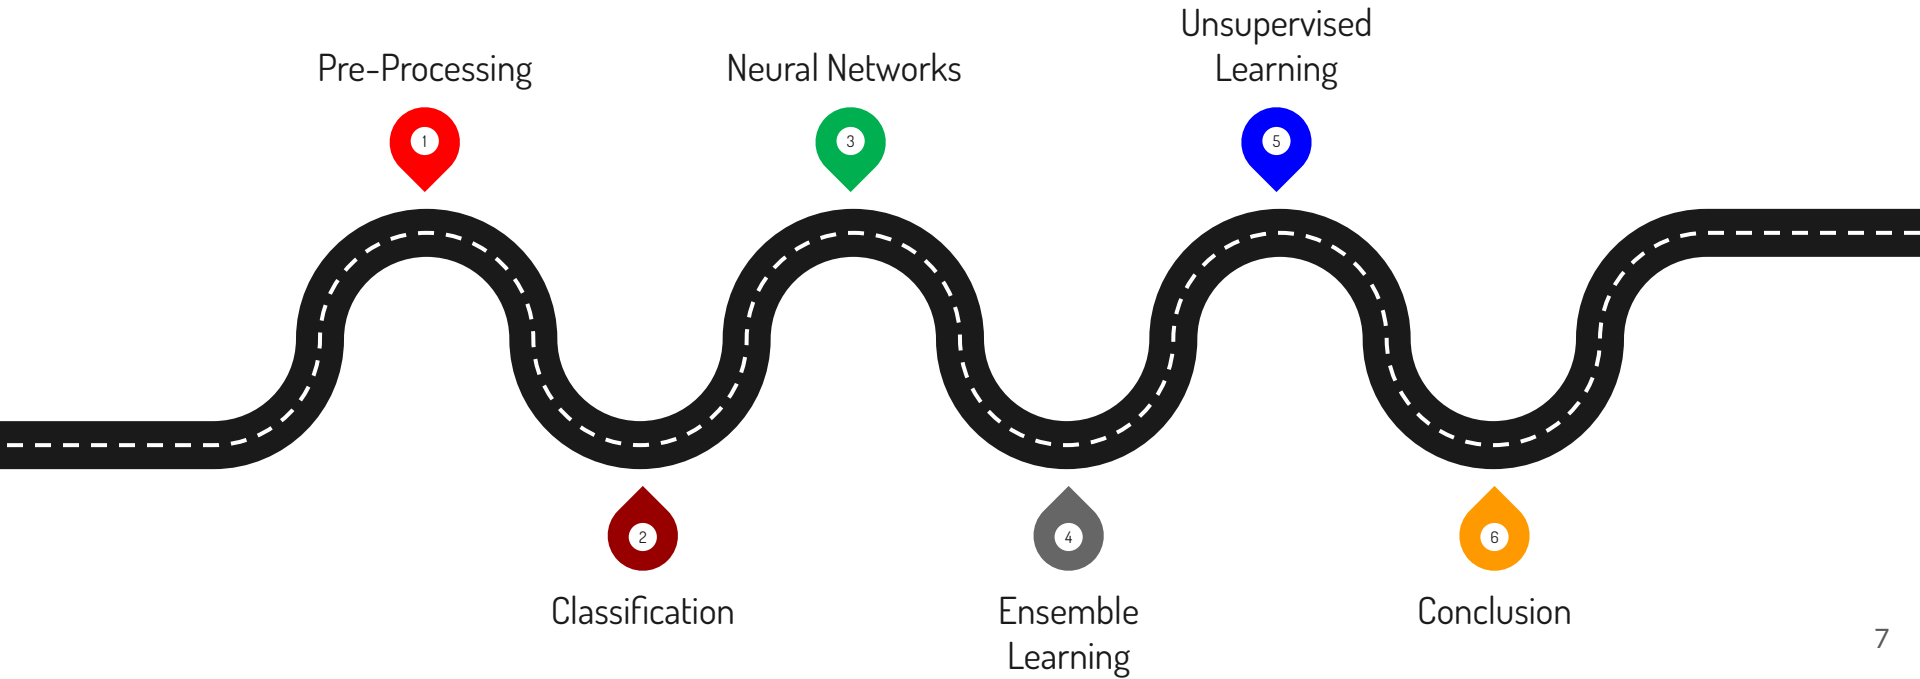 Pre-Processing
1
2
Classification
Neural Networks
3
4
Ensemble
Learning
Unsupervised
Learning
5
6
Conclusion
7